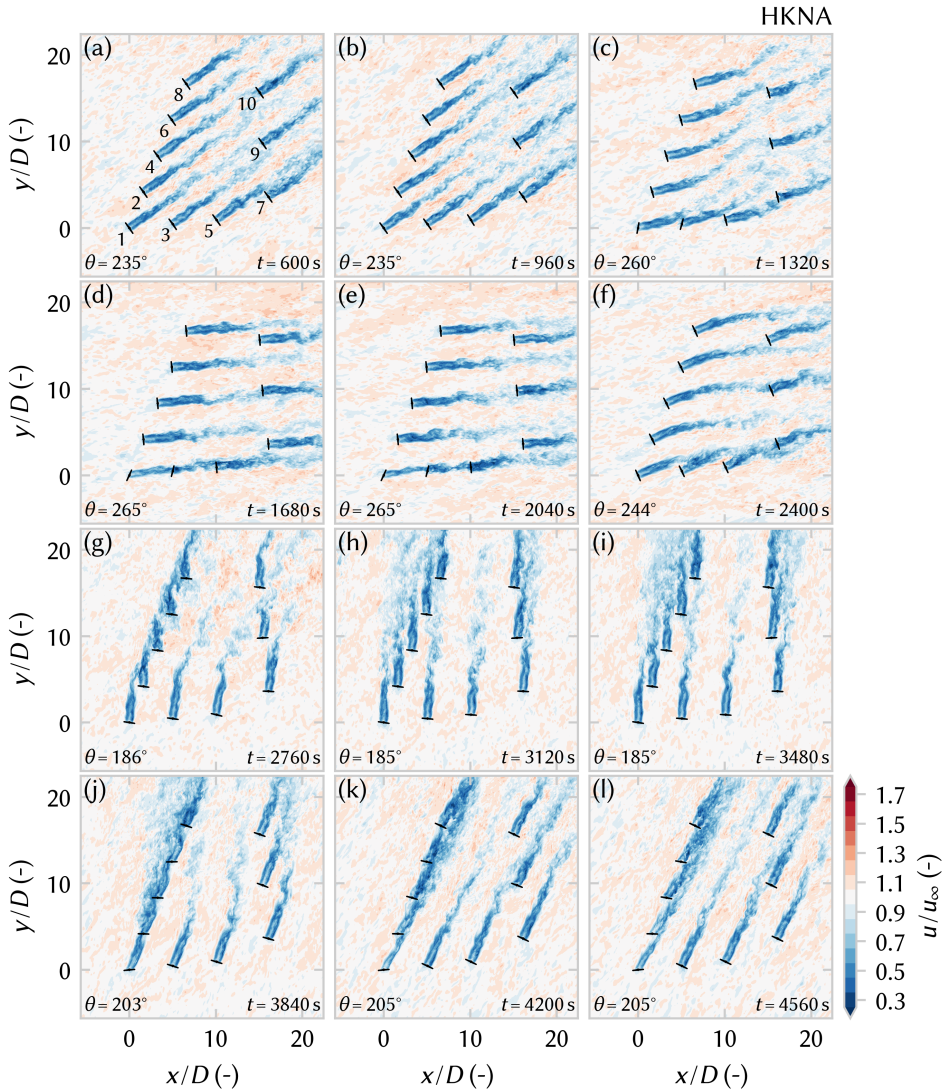 HKNA
(a) (b) (c)
20
10
0
y/D (-)
8
10
6
4
9
2
7
1 3 5
θ = 235° t = 600 s
θ = 235° t = 960 s
θ = 260° t = 1320 s
(d) (e) (f)
20
10
0
y/D (-)
θ = 265° t = 1680 s
θ = 265° t = 2040 s
θ = 244° t = 2400 s
(g) (h) (i)
20
10
0
y/D (-)
θ = 186° t = 2760 s
θ = 185° t = 3120 s
θ = 185° t = 3480 s
(j) (k) (l)
20
10
0
y/D (-)
θ = 203° t = 3840 s
θ = 205° t = 4200 s
θ = 205° t = 4560 s
0 10 20
0 10 20
0 10 20
x/D (-) x/D (-) x/D (-)
1.7
1.5
1.3
1.1
0.9
0.7
0.5
0.3
u/u∞ (-)